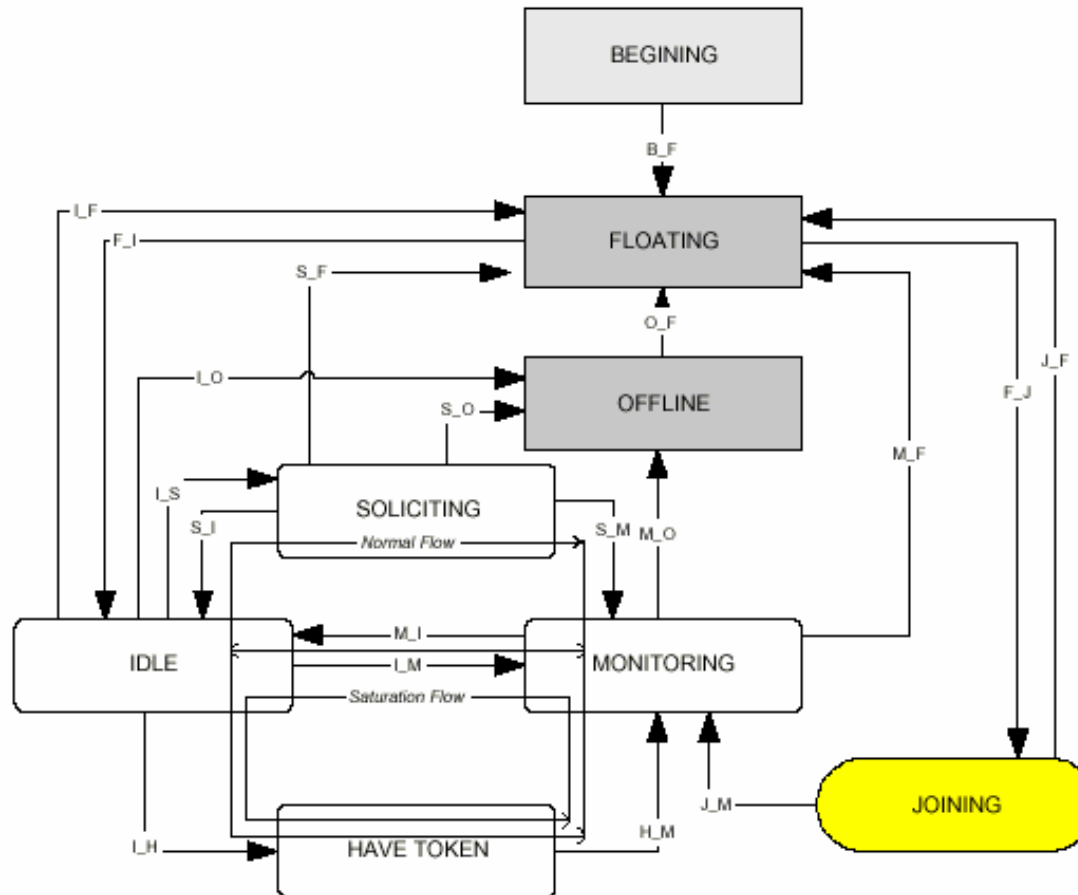 BEGINING
B_F
I_F
FLOATING
F_I
S_F
O_F
J_F
I_O
F_J
OFFLINE
S_O
M_F
I_S
SOLICITING
S_I
S_M
M_O
Normal Flow
M_I
IDLE
MONITORING
I_M
Saturation Flow
J_M
JOINING
H_M
I_H
HAVE TOKEN